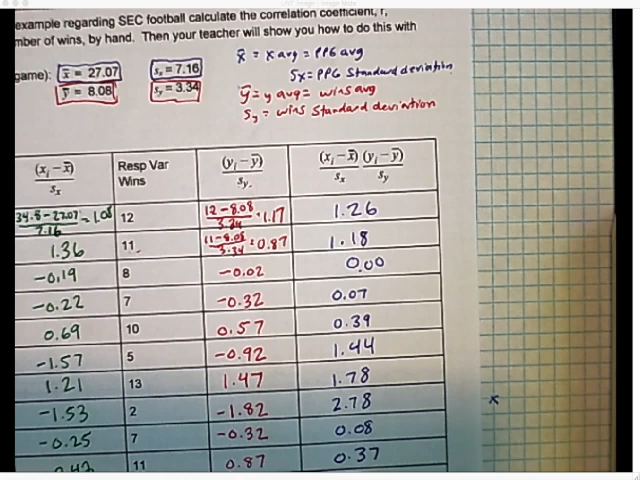 example regarding SEC football calculate the correlation coefficient, r,
mber of wins, by hand. Then your teacher will show you how to do this with
x̄ = x avg = PPG avg
game): x̄ = 27.07 sₓ = 7.16 Sx = PPG Standard deviation
ȳ = 8.08 s_y = 3.34 ȳ = y avg = wins avg
Sy = wins Standard deviation
(xᵢ – x̄)/sₓ Resp Var Wins (yᵢ – ȳ)/s_y. (xᵢ – x̄)/sₓ (yᵢ – ȳ)/s_y
34.8-27.07/7.16 = 1.08 12 12-8.08/3.34 = 1.17 1.26
1.36 11 11-8.08/3.34 = 0.87 1.18
-0.19 8 -0.02 0.00
-0.22 7 -0.32 0.07
0.69 10 0.57 0.39
-1.57 5 -0.92 1.44
1.21 13 1.47 1.78
-1.53 2 -1.82 2.78
-0.25 7 -0.32 0.08
11 0.87 0.37
x